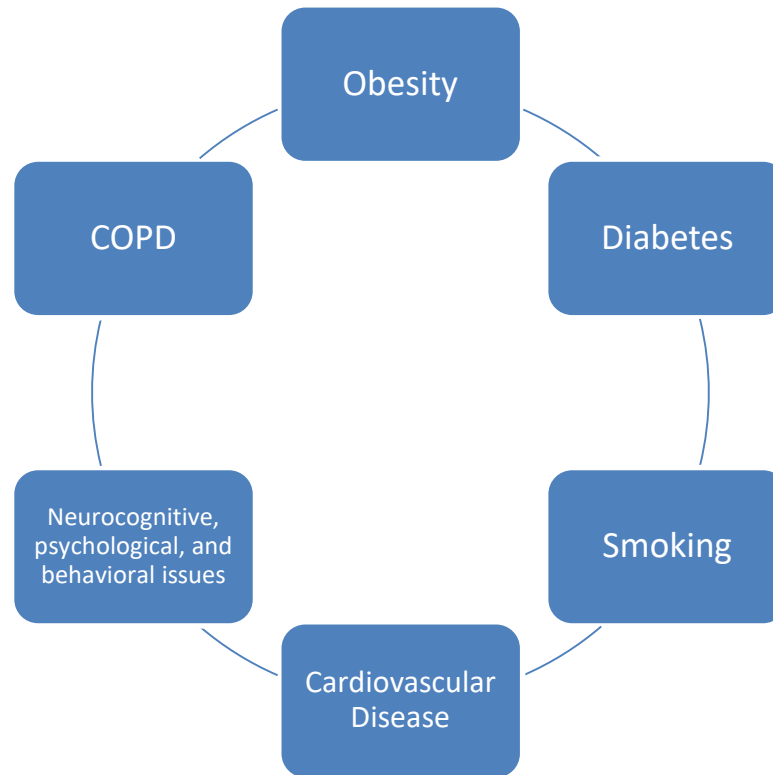 Obesity
Diabetes
Smoking
Cardiovascular
Disease
Neurocognitive,
psychological, and
behavioral issues
COPD